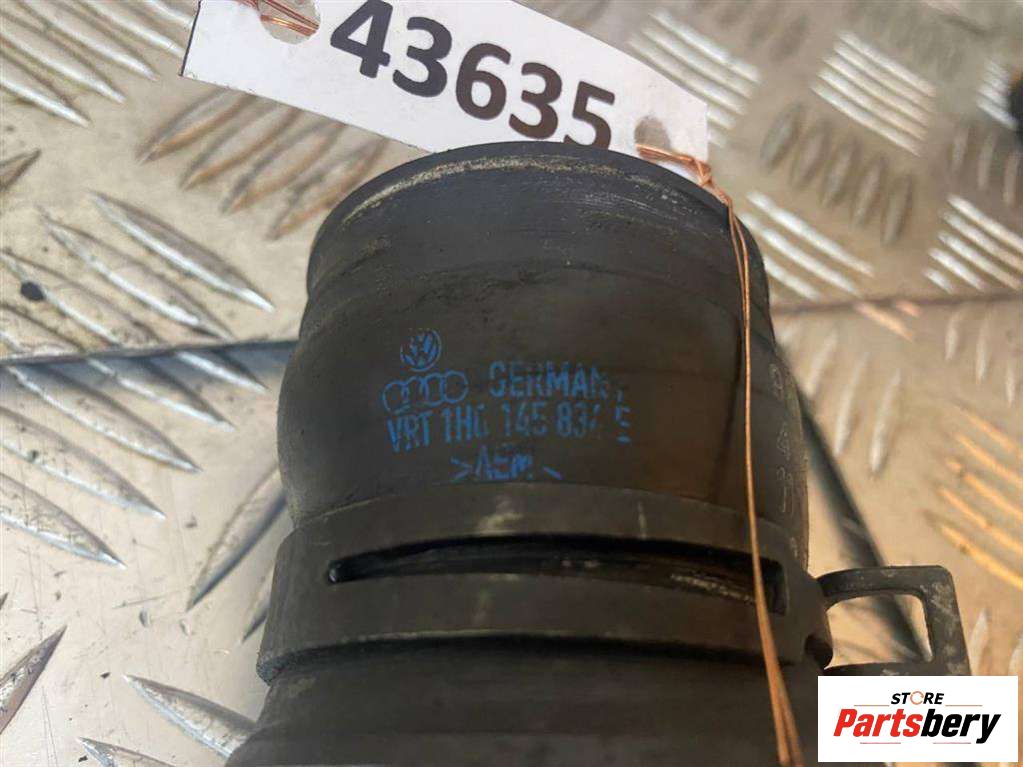 43635
GERMAN
VRT 1H0 145 834 E
>AEM<
STORE
Partsbery